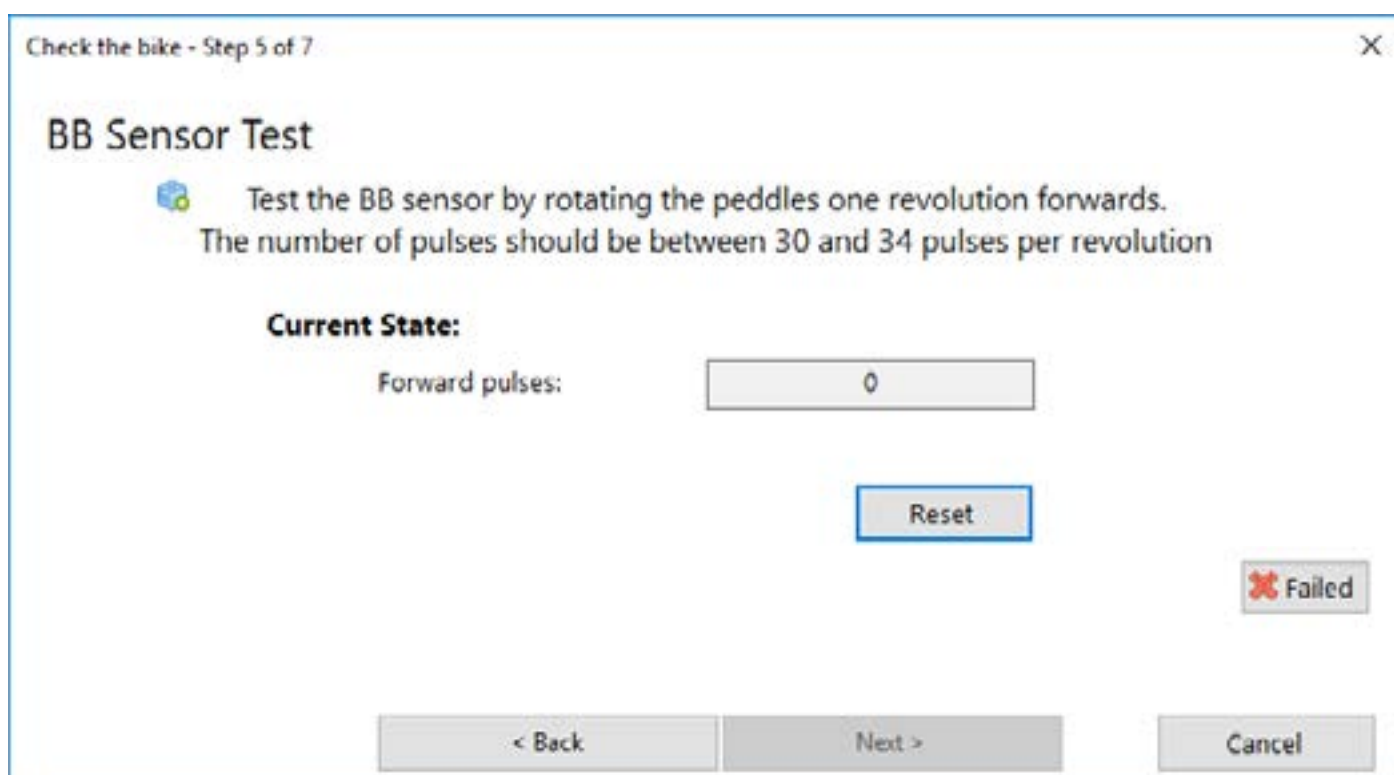 Check the bike - Step 5 of 7
BB Sensor Test
Test the BB sensor by rotating the peddles one revolution forwards.
The number of pulses should be between 30 and 34 pulses per revolution
Current State:
Forward pulses: 0
Reset
Failed
< Back Next > Cancel